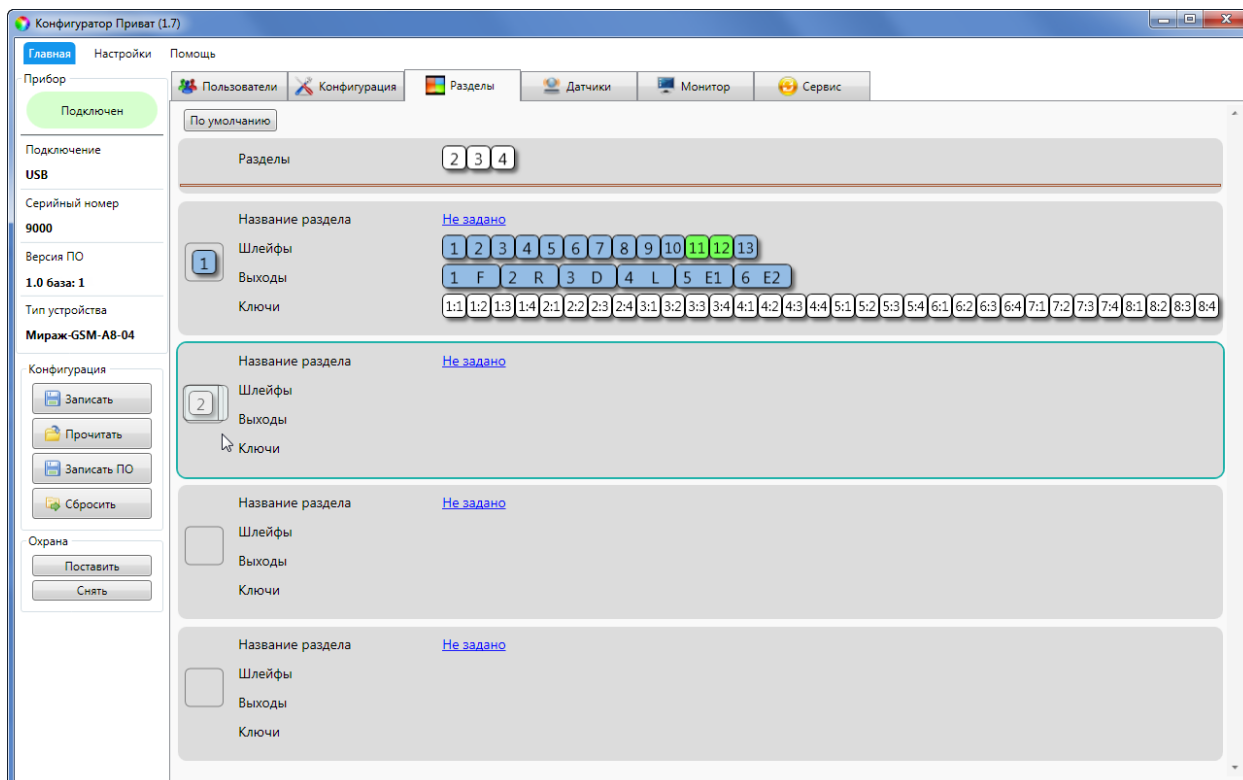 Конфигуратор Приват (1.7)
Главная Настройки Помощь
Прибор
Подключен
Подключение
USB
Серийный номер
9000
Версия ПО
1.0 база: 1
Тип устройства
Мираж-GSM-A8-04
Конфигурация
Записать
Прочитать
Записать ПО
Сбросить
Охрана
Поставить
Снять
Пользователи Конфигурация Разделы Датчики Монитор Сервис
По умолчанию
Разделы 2 3 4
1
Название раздела Не задано
Шлейфы 1 2 3 4 5 6 7 8 9 10 11 12 13
Выходы 1 F 2 R 3 D 4 L 5 E1 6 E2
Ключи 1:1 1:2 1:3 1:4 2:1 2:2 2:3 2:4 3:1 3:2 3:3 3:4 4:1 4:2 4:3 4:4 5:1 5:2 5:3 5:4 6:1 6:2 6:3 6:4 7:1 7:2 7:3 7:4 8:1 8:2 8:3 8:4
2
Название раздела Не задано
Шлейфы
Выходы
Ключи
Название раздела Не задано
Шлейфы
Выходы
Ключи
Название раздела Не задано
Шлейфы
Выходы
Ключи